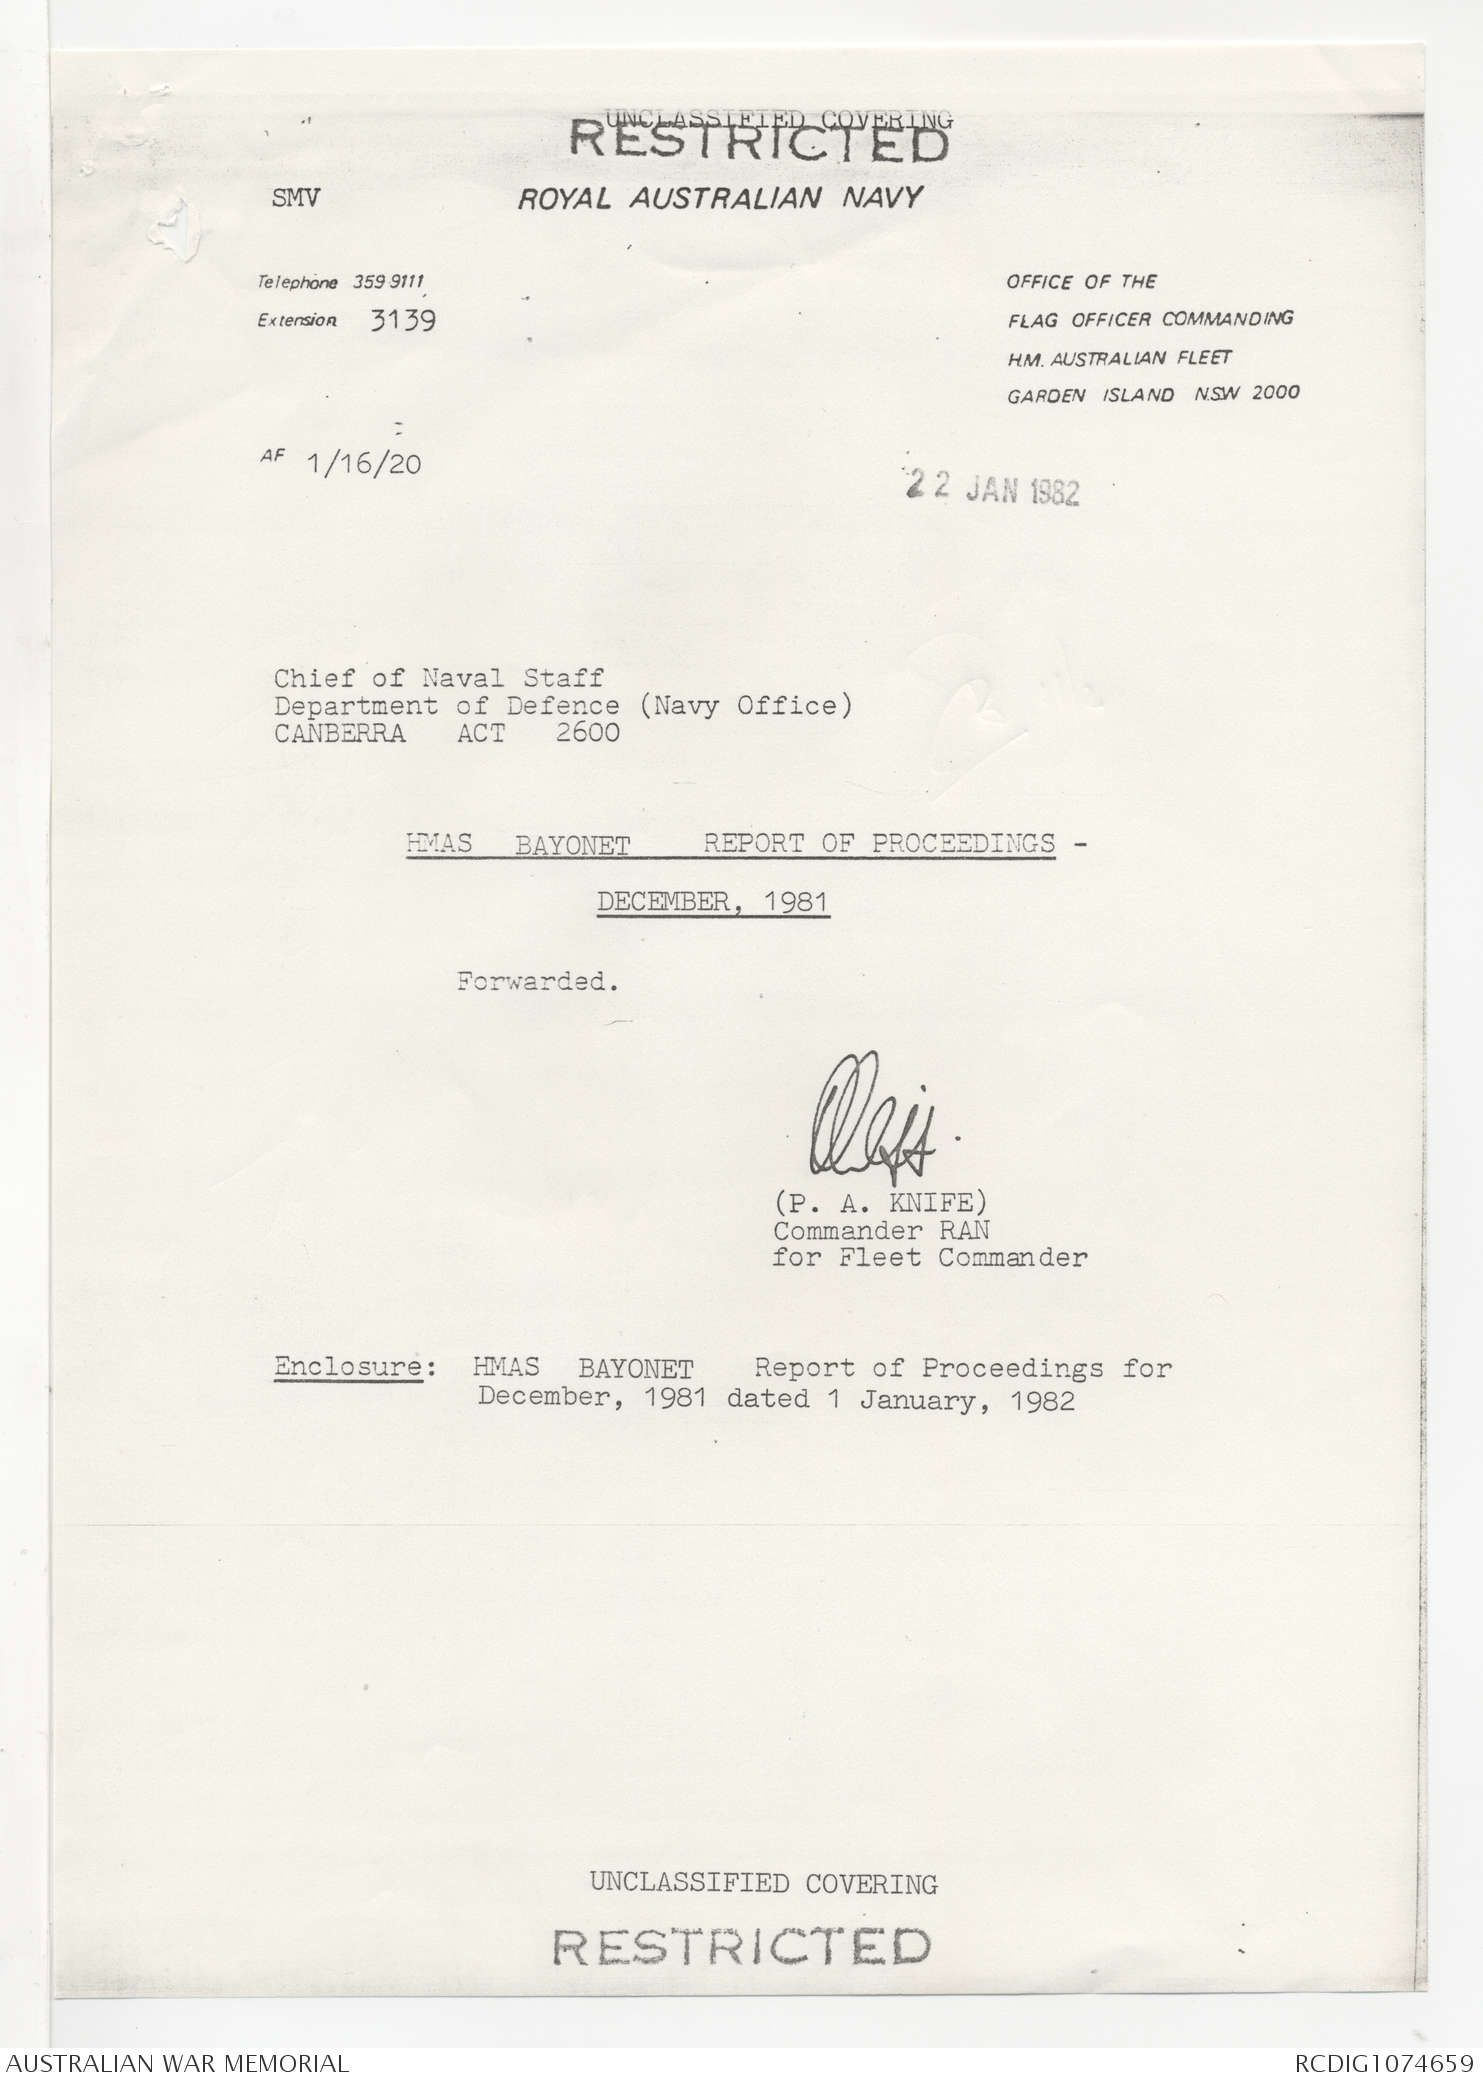 UNCLASSIFIED COVERING
RESTRICTED
SMV
ROYAL AUSTRALIAN NAVY
Telephone 359-9111
Extension 3139
OFFICE OF THE
FLAG OFFICER COMMANDING
H.M. AUSTRALIAN FLEET
GARDEN ISLAND N.S.W 2000
AF 1/16/20
22 JAN 1982
Chief of Naval Staff
Department of Defence (Navy Office)
CANBERRA ACT 2600
HMAS BAYONET REPORT OF PROCEEDINGS -
DECEMBER, 1981
Forwarded.
(P. A. KNIFE)
Commander RAN
for Fleet Commander
Enclosure: HMAS BAYONET Report of Proceedings for
December, 1981 dated 1 January, 1982
UNCLASSIFIED COVERING
RESTRICTED
AUSTRALIAN WAR MEMORIAL
RCDIG1074659